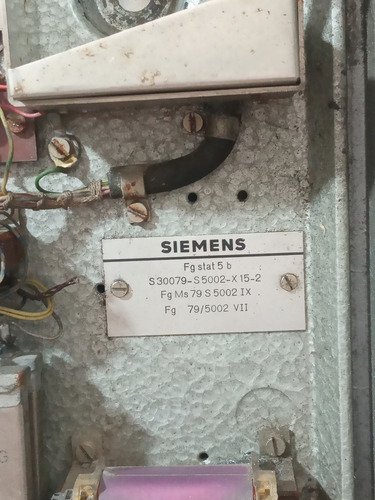 SIEMENS
Fg stat 5 b
S30079-S5002-X15-2
Fg Ms 79 S 5002 IX
Fg 79/5002 VII
G